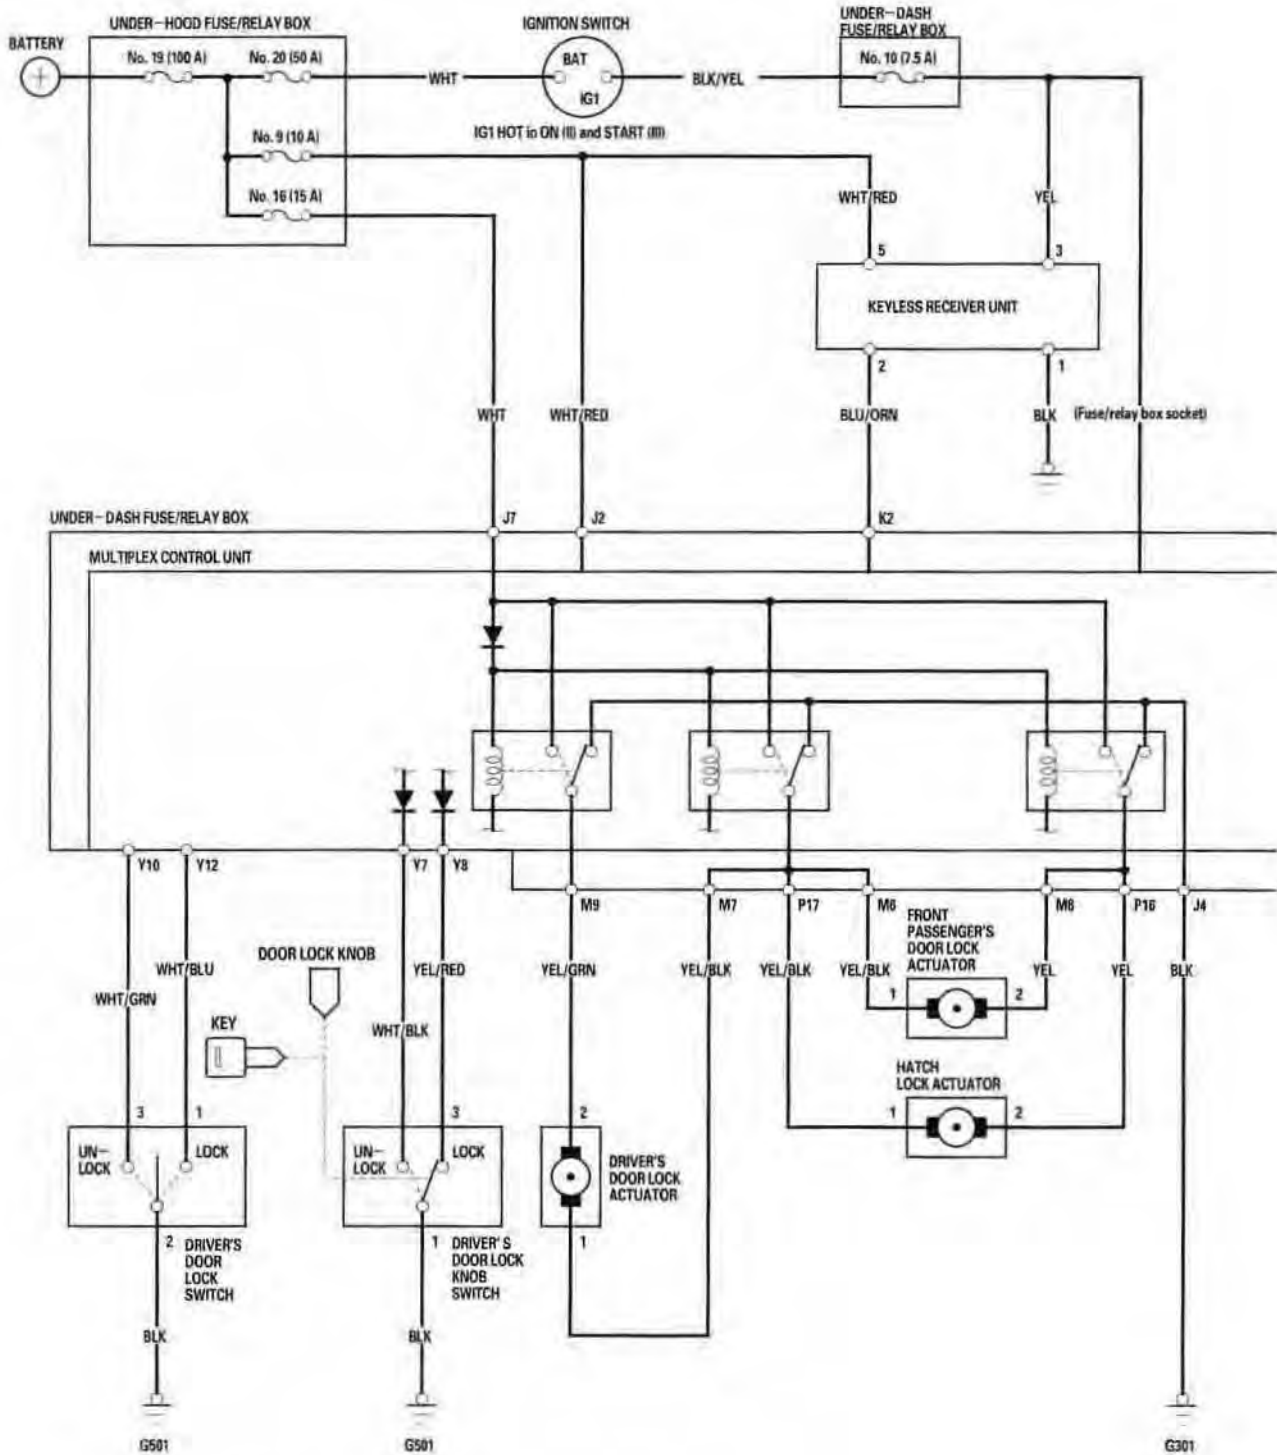 UNDER-HOOD FUSE/RELAY BOX
IGNITION SWITCH
UNDER-DASH
FUSE/RELAY BOX
BATTERY
No. 19 (100 A)
No. 20 (50 A)
BAT
No. 10 (7.5 A)
WHT
BLK/YEL
IG1
No. 9 (10 A)
IG1 HOT in ON (II) and START (III)
No. 16 (15 A)
WHT/RED
YEL
5
3
KEYLESS RECEIVER UNIT
2
1
WHT
WHT/RED
BLU/ORN
BLK
(Fuse/relay box socket)
UNDER-DASH FUSE/RELAY BOX
J7
J2
K2
MULTIPLEX CONTROL UNIT
Y10
Y12
Y7
Y8
M9
M7
P17
M6
M8
P16
J4
FRONT
PASSENGER'S
DOOR LOCK
ACTUATOR
DOOR LOCK KNOB
WHT/BLU
YEL/RED
YEL/GRN
YEL/BLK
YEL/BLK
YEL/BLK
YEL
YEL
BLK
WHT/GRN
1
2
KEY
WHT/BLK
HATCH
LOCK ACTUATOR
3
1
3
2
1
2
UN-
LOCK
LOCK
UN-
LOCK
LOCK
DRIVER'S
DOOR LOCK
ACTUATOR
2
DRIVER'S
DOOR
LOCK
SWITCH
1
DRIVER'S
DOOR LOCK
KNOB
SWITCH
1
BLK
BLK
G501
G501
G301